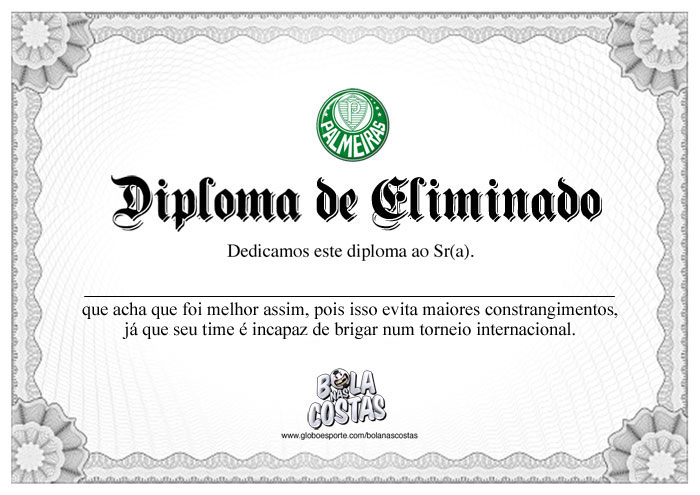 PALMEIRAS
Diploma de Eliminado
Dedicamos este diploma ao Sr(a).
que acha que foi melhor assim, pois isso evita maiores constrangimentos,
já que seu time é incapaz de brigar num torneio internacional.
BOLA
NAS
COSTAS
www.globoesporte.com/bolanascostas